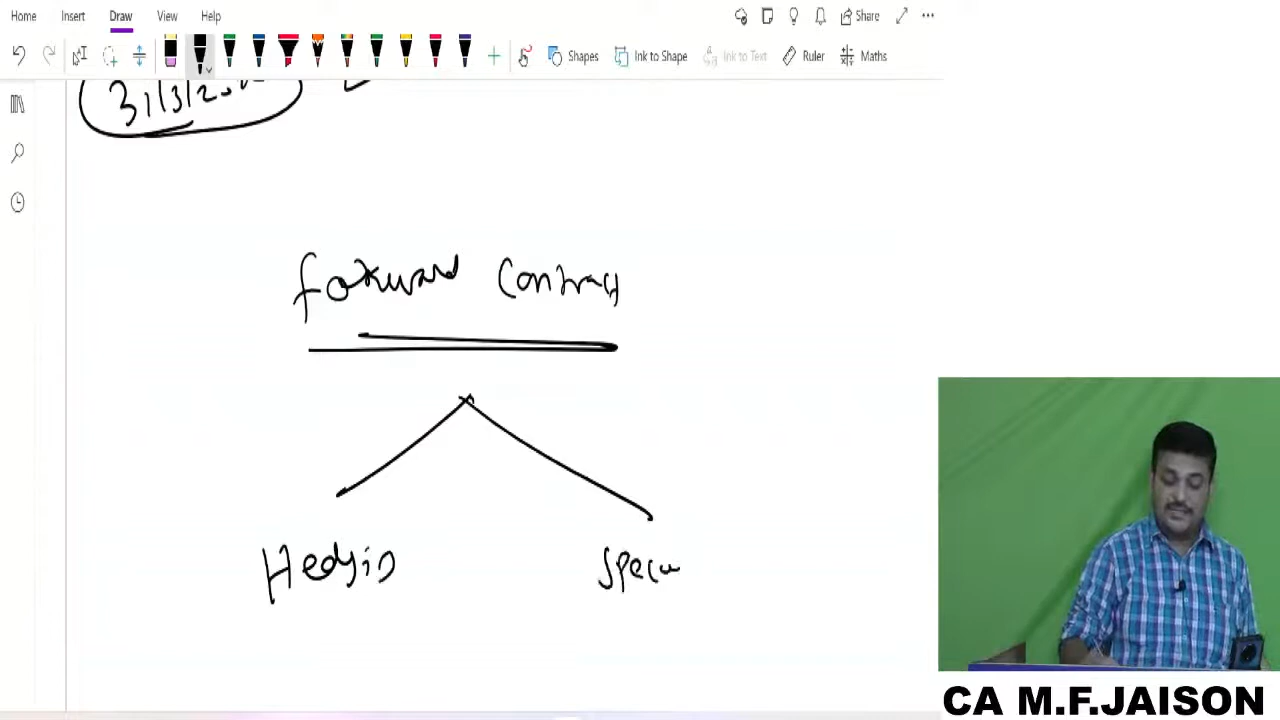 Home Insert Draw View Help Share
Shapes Ink to Shape Ink to Text Ruler Maths
Forward Contract
Hedgin Specu
CA M.F.JAISON